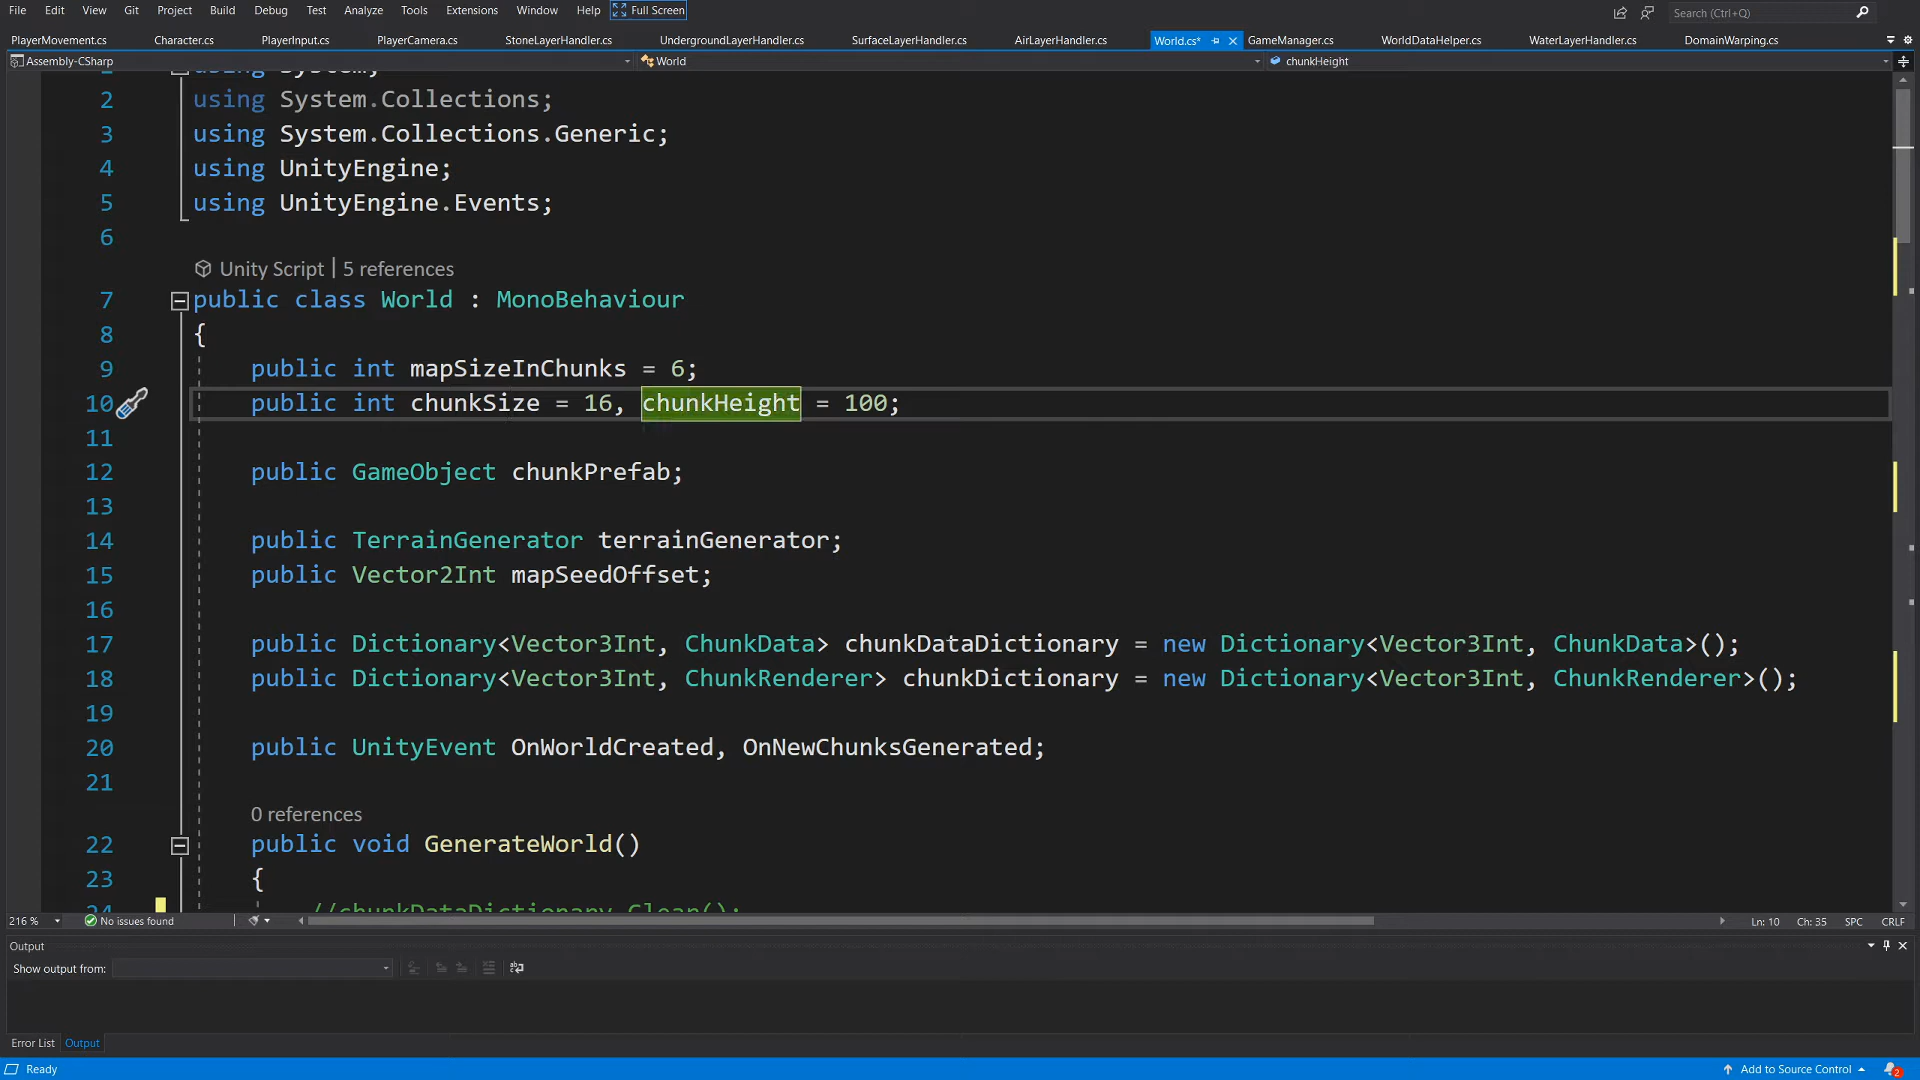 File Edit View Git Project Build Debug Test Analyze Tools Extensions Window Help Full Screen Search (Ctrl+Q)
PlayerMovement.cs Character.cs PlayerInput.cs PlayerCamera.cs StoneLayerHandler.cs UndergroundLayerHandler.cs SurfaceLayerHandler.cs AirLayerHandler.cs World.cs* GameManager.cs WorldDataHelper.cs WaterLayerHandler.cs DomainWarping.cs
Assembly-CSharp World chunkHeight
1 using System;
2 using System.Collections;
3 using System.Collections.Generic;
4 using UnityEngine;
5 using UnityEngine.Events;
6
Unity Script | 5 references
7 public class World : MonoBehaviour
8 {
9 public int mapSizeInChunks = 6;
10 public int chunkSize = 16, chunkHeight = 100;
11
12 public GameObject chunkPrefab;
13
14 public TerrainGenerator terrainGenerator;
15 public Vector2Int mapSeedOffset;
16
17 public Dictionary<Vector3Int, ChunkData> chunkDataDictionary = new Dictionary<Vector3Int, ChunkData>();
18 public Dictionary<Vector3Int, ChunkRenderer> chunkDictionary = new Dictionary<Vector3Int, ChunkRenderer>();
19
20 public UnityEvent OnWorldCreated, OnNewChunksGenerated;
21
0 references
22 public void GenerateWorld()
23 {
24 //chunkDataDictionary.Clear();
216 % No issues found Ln: 10 Ch: 35 SPC CRLF
Output
Show output from:
Error List Output
Ready Add to Source Control 2